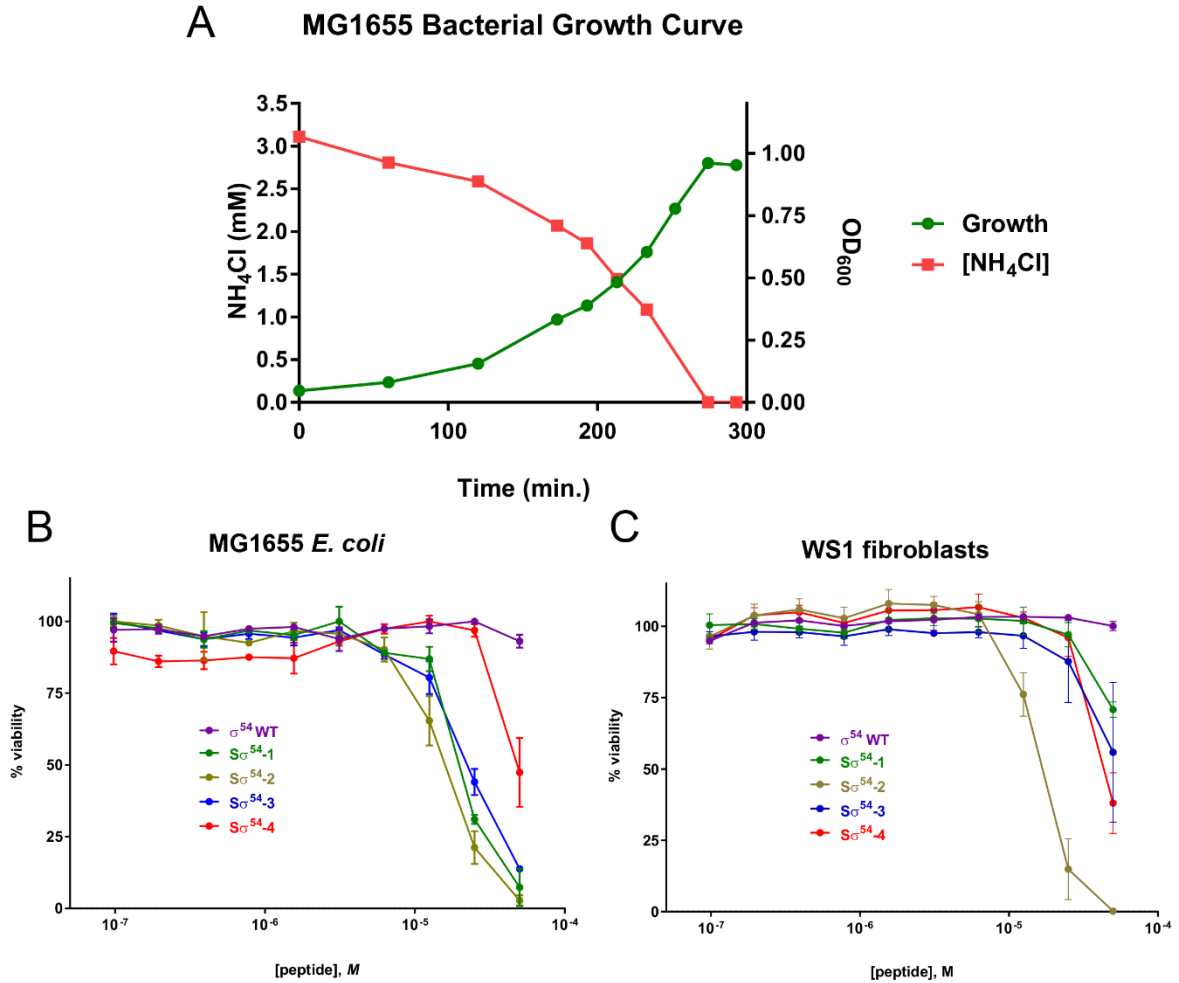 A
MG1655 Bacterial Growth Curve
NH₄Cl (mM)
3.5
3.0
2.5
2.0
1.5
1.0
0.5
0.0
1.00
0.75
0.50
0.25
0.00
OD₆₀₀
0 100 200 300
Time (min.)
Growth
[NH₄Cl]
B
MG1655 E. coli
% viability
100
75
50
25
0
σ⁵⁴ WT
Sσ⁵⁴-1
Sσ⁵⁴-2
Sσ⁵⁴-3
Sσ⁵⁴-4
10⁻⁷ 10⁻⁶ 10⁻⁵ 10⁻⁴
[peptide], M
C
WS1 fibroblasts
% viability
100
75
50
25
0
σ⁵⁴ WT
Sσ⁵⁴-1
Sσ⁵⁴-2
Sσ⁵⁴-3
Sσ⁵⁴-4
10⁻⁷ 10⁻⁶ 10⁻⁵ 10⁻⁴
[peptide], M